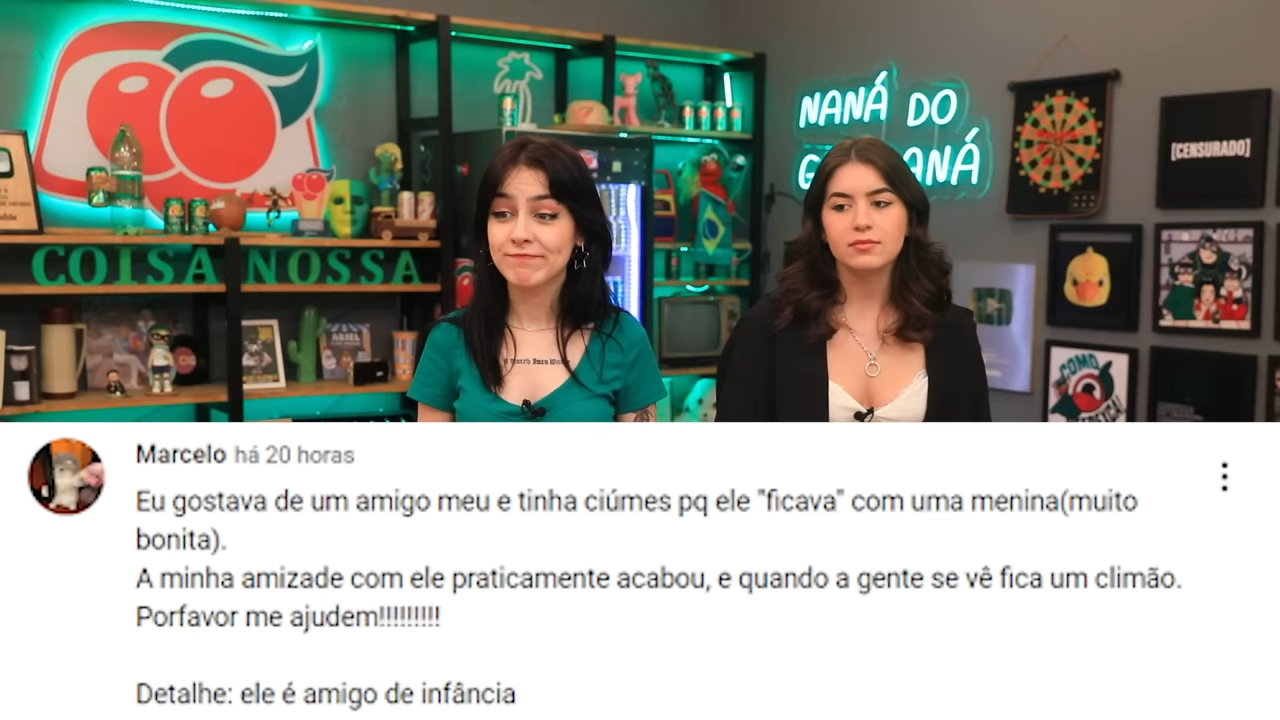 NANÁ DO
G ANÁ
[CENSURADO]
COISA NOSSA
COMO
Marcelo há 20 horas
Eu gostava de um amigo meu e tinha ciúmes pq ele "ficava" com uma menina(muito
bonita).
A minha amizade com ele praticamente acabou, e quando a gente se vê fica um climão.
Porfavor me ajudem!!!!!!!!!
Detalhe: ele é amigo de infância